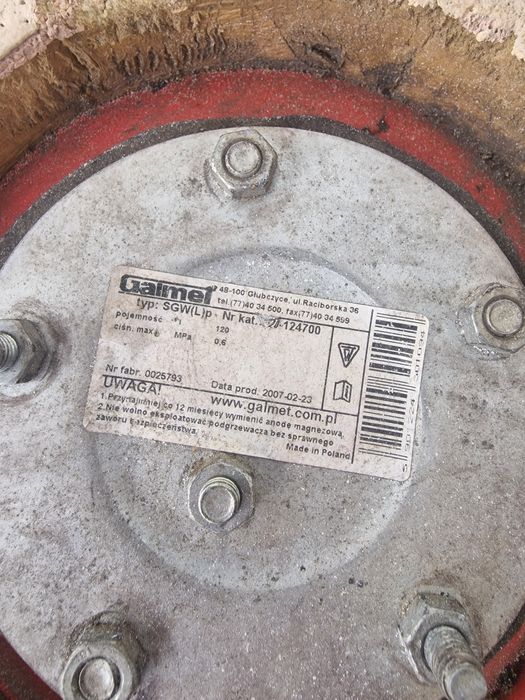 Galmet 48-100 Głubczyce, ul.Raciborska 36
tel.(77)40 34 500, fax(77)40 34 599
typ: SGW(L)p - Nr kat. -124700
pojemność l 120
ciśn. max MPa 0,6
Nr fabr. 0025793 Data prod. 2007-02-23
UWAGA! www.galmet.com.pl
1.Przynajmniej co 12 miesięcy wymienić anodę magnezową.
2.Nie wolno eksploatować podgrzewacza bez sprawnego
zaworu bezpieczeństwa.
Made in Poland